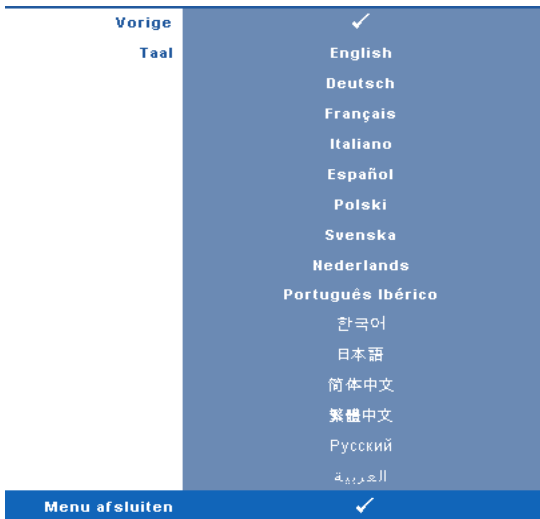 Vorige ✓
Taal English
Deutsch
Français
Italiano
Español
Polski
Svenska
Nederlands
Português Ibérico
한국어
日本語
简体中文
繁體中文
Русский
العربية
Menu afsluiten ✓